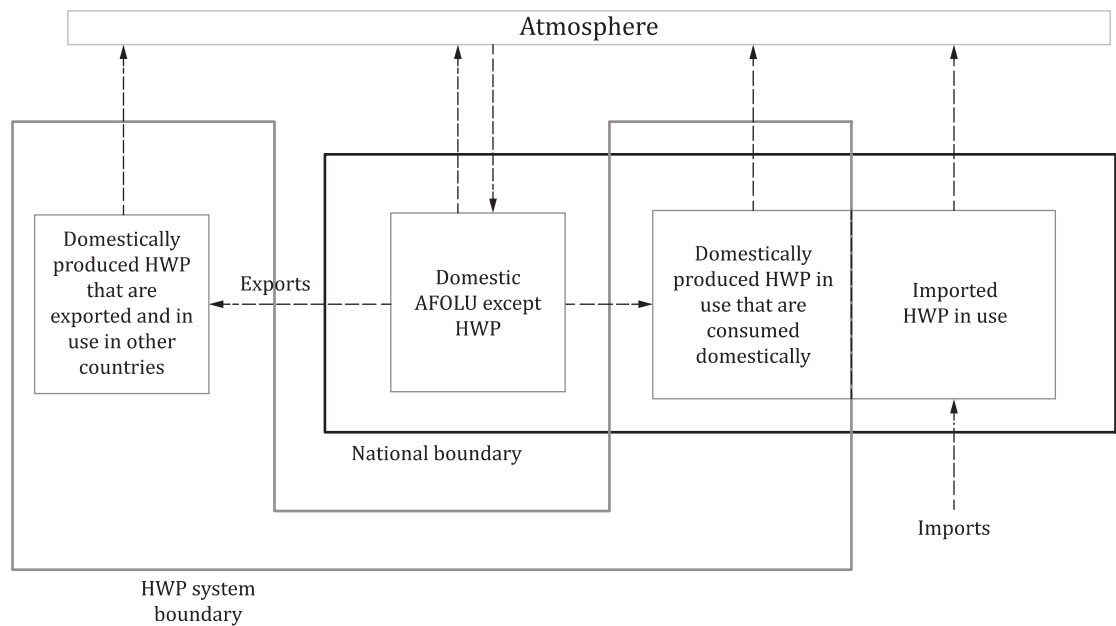 Atmosphere
Domestically
produced HWP
that are
exported and in
use in other
countries
Exports
Domestic
AFOLU except
HWP
Domestically
produced HWP in
use that are
consumed
domestically
Imported
HWP in use
National boundary
Imports
HWP system
boundary